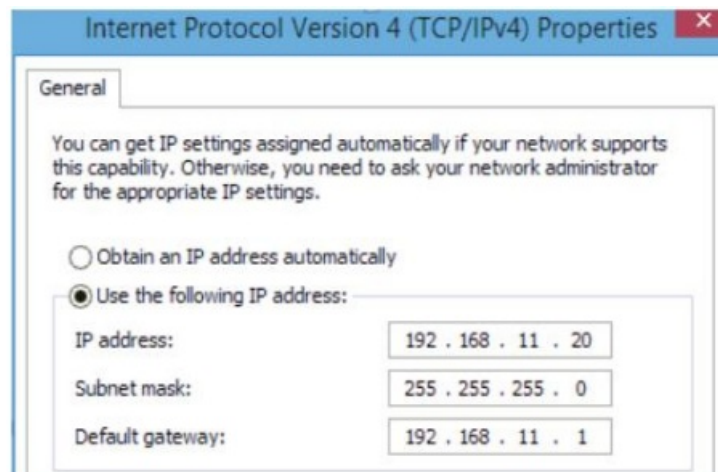 Internet Protocol Version 4 (TCP/IPv4) Properties
General
You can get IP settings assigned automatically if your network supports
this capability. Otherwise, you need to ask your network administrator
for the appropriate IP settings.
Obtain an IP address automatically
Use the following IP address:
IP address: 192 . 168 . 11 . 20
Subnet mask: 255 . 255 . 255 . 0
Default gateway: 192 . 168 . 11 . 1